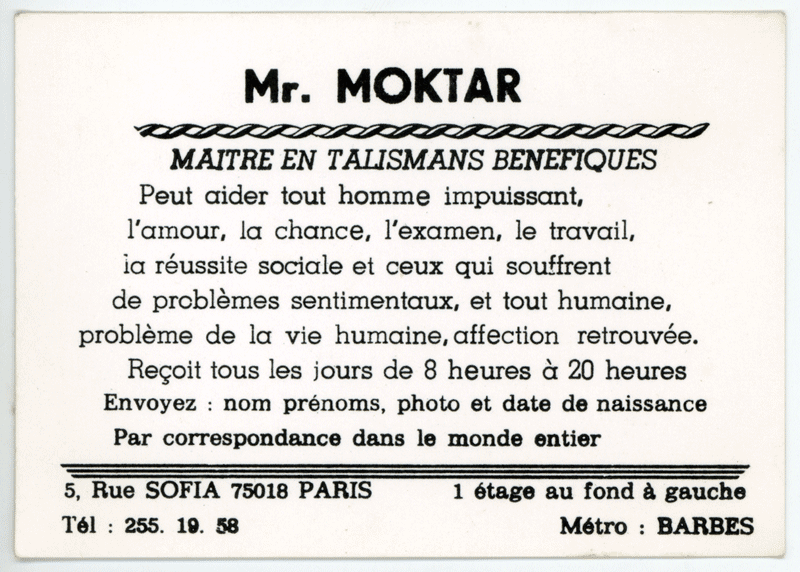 Mr. MOKTAR
MAITRE EN TALISMANS BENEFIQUES
Peut aider tout homme impuissant,
l'amour, la chance, l'examen, le travail,
la réussite sociale et ceux qui souffrent
de problèmes sentimentaux, et tout humaine,
problème de la vie humaine, affection retrouvée.
Reçoit tous les jours de 8 heures à 20 heures
Envoyez : nom prénoms, photo et date de naissance
Par correspondance dans le monde entier
5, Rue SOFIA 75018 PARIS 1 étage au fond à gauche
Tél : 255. 19. 58 Métro : BARBES